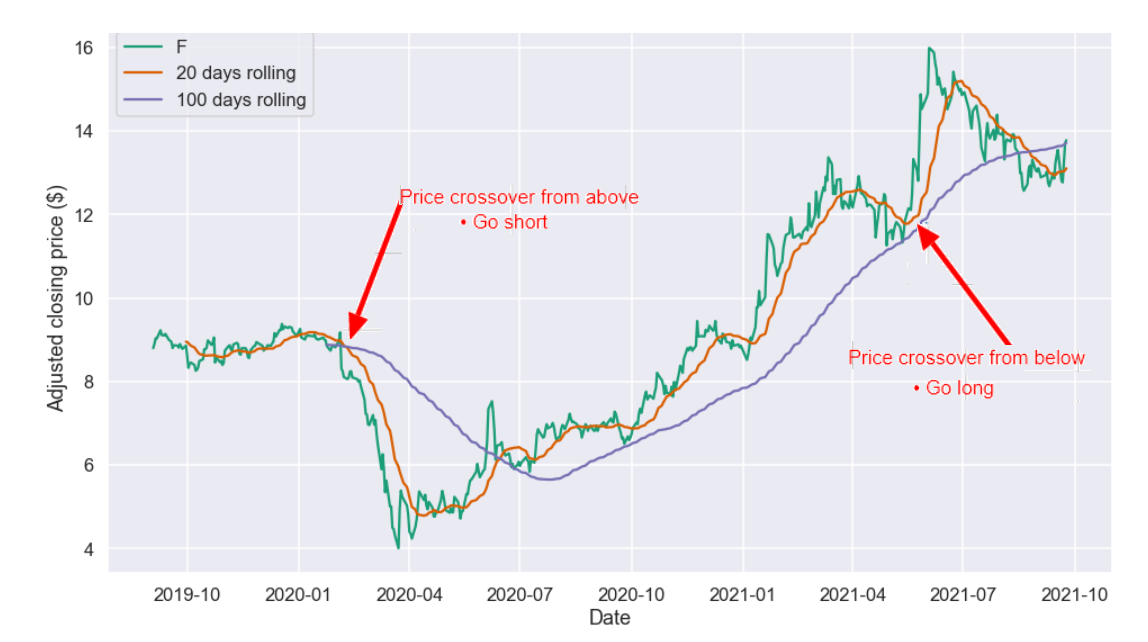 F
20 days rolling
100 days rolling
Adjusted closing price ($)
16
14
12
10
8
6
4
Price crossover from above
• Go short
Price crossover from below
• Go long
2019-10 2020-01 2020-04 2020-07 2020-10 2021-01 2021-04 2021-07 2021-10
Date